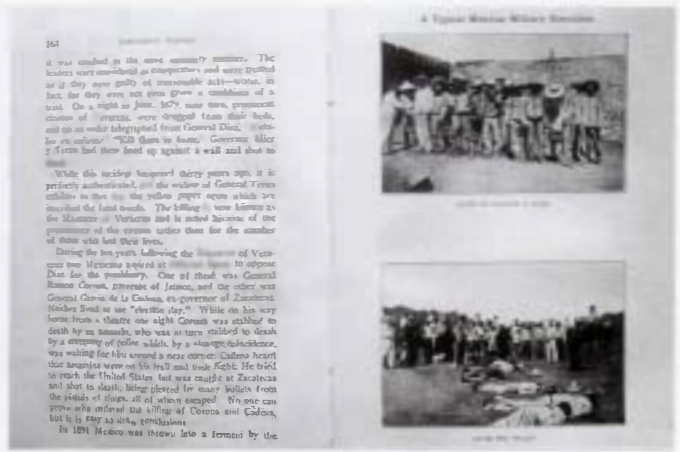 164
A Typical Mexican Military Execution
it was crushed in the most summary manner. The
leaders were considered as conspirators and were treated
as if they were guilty of treasonable acts—worse, in
fact, for they were not even given a semblance of a
trial. On a night in June, 1879, nine men, prominent
citizens of were dragged from their beds,
and on an order telegraphed from General Diaz,
"Kill them in haste, Governor Mier
y Teran had them lined up against a wall and shot to
While this incident happened thirty years ago, it is
perfectly authenticated, the widow of General Teran
exhibits to this the yellow paper upon which are
inscribed the fatal words. The killing is now known as
the Massacre of Veracruz and is noted because of the
prominence of the victims rather than for the number
of those who lost their lives.
During the ten years following the of Vera-
cruz two Mexicans aspired at to oppose
Diaz for the presidency. One of these was General
Ramon Corona, governor of Jalisco, and the other was
General Garcia de la Cadena, ex-governor of Zacatecas.
Neither lived to see "election day." While on his way
home from a theatre one night Corona was stabbed to
death by an assassin, who was in turn stabbed to death
by a company of police which, by a strange coincidence,
was waiting for him around a near corner. Cadena heard
that assassins were on his trail and took flight. He tried
to reach the United States but was caught at Zacatecas
and shot to death, being pierced by many bullets from
the pistols of thugs, all of whom escaped. No one can
prove who ordered the killing of Corona and Cadena,
but it is easy to draw conclusions.
In 1891 Mexico was thrown into a ferment by the